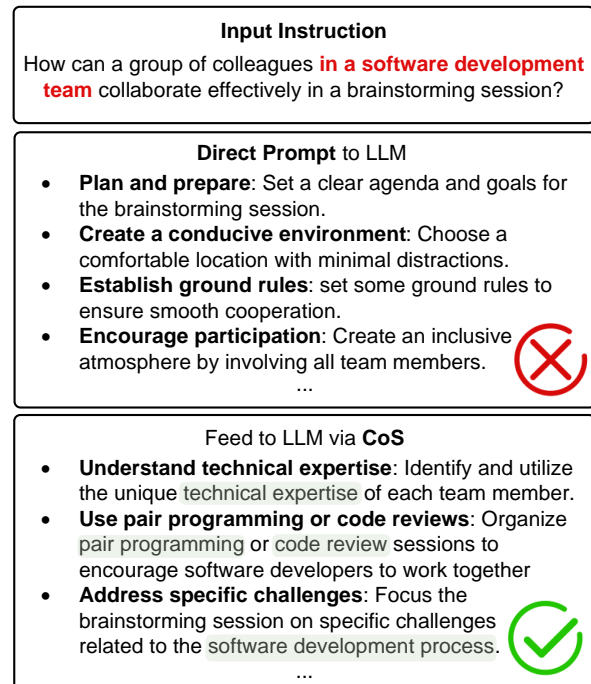 Input Instruction
How can a group of colleagues in a software development
team collaborate effectively in a brainstorming session?
Direct Prompt to LLM
• Plan and prepare: Set a clear agenda and goals for
the brainstorming session.
• Create a conducive environment: Choose a
comfortable location with minimal distractions.
• Establish ground rules: set some ground rules to
ensure smooth cooperation.
• Encourage participation: Create an inclusive
atmosphere by involving all team members.
...
Feed to LLM via CoS
• Understand technical expertise: Identify and utilize
the unique technical expertise of each team member.
• Use pair programming or code reviews: Organize
pair programming or code review sessions to
encourage software developers to work together
• Address specific challenges: Focus the
brainstorming session on specific challenges
related to the software development process.
...